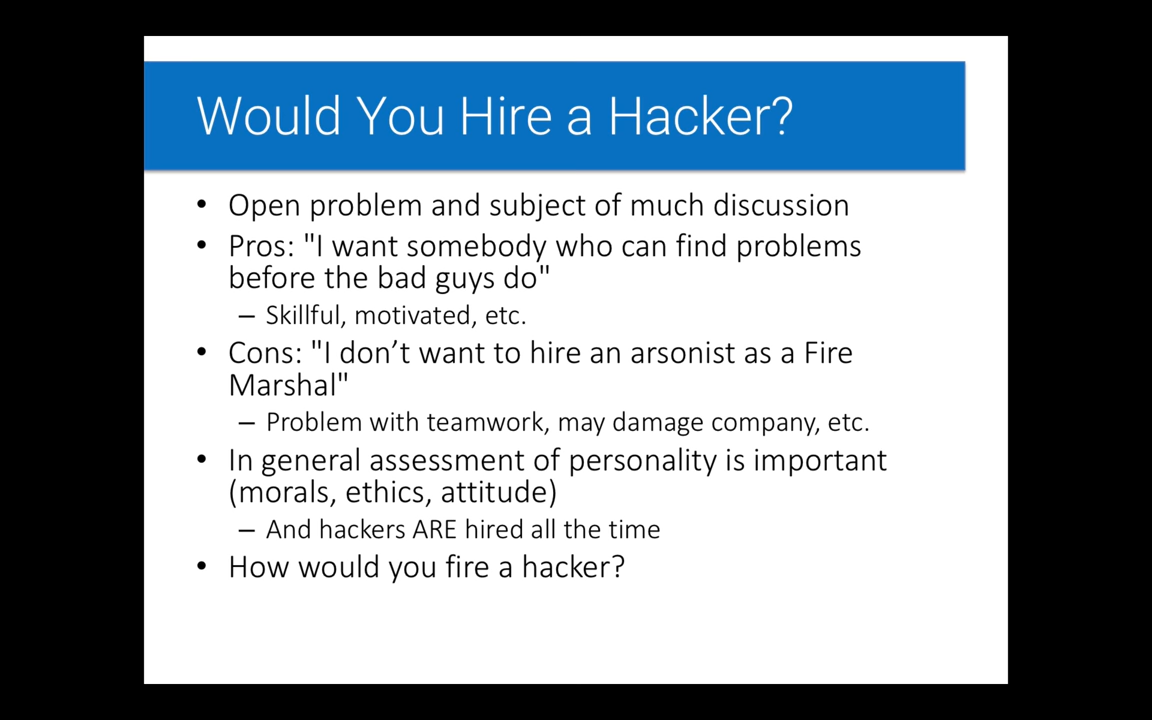 Would You Hire a Hacker?
• Open problem and subject of much discussion
• Pros: "I want somebody who can find problems
before the bad guys do"
– Skillful, motivated, etc.
• Cons: "I don’t want to hire an arsonist as a Fire
Marshal"
– Problem with teamwork, may damage company, etc.
• In general assessment of personality is important
(morals, ethics, attitude)
– And hackers ARE hired all the time
• How would you fire a hacker?